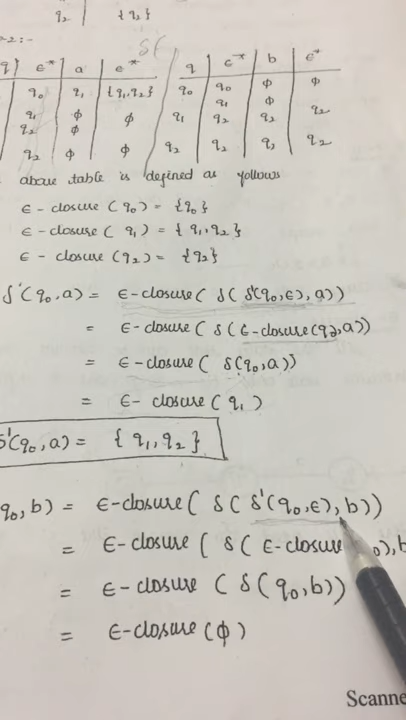 q₂ {q₂}
-2:-
δ(
q ε* a ε* q ε* b ε*
q₀ q₁ {q₁,q₂} q₀ q₀ φ φ
q₁ φ φ q₁ q₁ φ q₂
q₂ φ q₂ q₂
q₂ φ φ q₂ q₂ q₂ q₂
above table is defined as follows
ε - closure (q₀) = {q₀}
ε - closure (q₁) = {q₁,q₂}
ε - closure (q₂) = {q₂}
δ'(q₀,a) = ε-closure( δ( δ'(q₀,ε),a))
= ε-closure ( δ (ε-closure(q₀,a))
= ε-closure ( δ(q₀,a))
= ε- closure (q₁)
δ'(q₀,a) = {q₁,q₂}
q₀,b) = ε-closure( δ( δ'(q₀,ε),b))
= ε-closure ( δ( ε-closu ₀),b
= ε-closure ( δ(q₀,b))
= ε-closure (φ)
Scanne